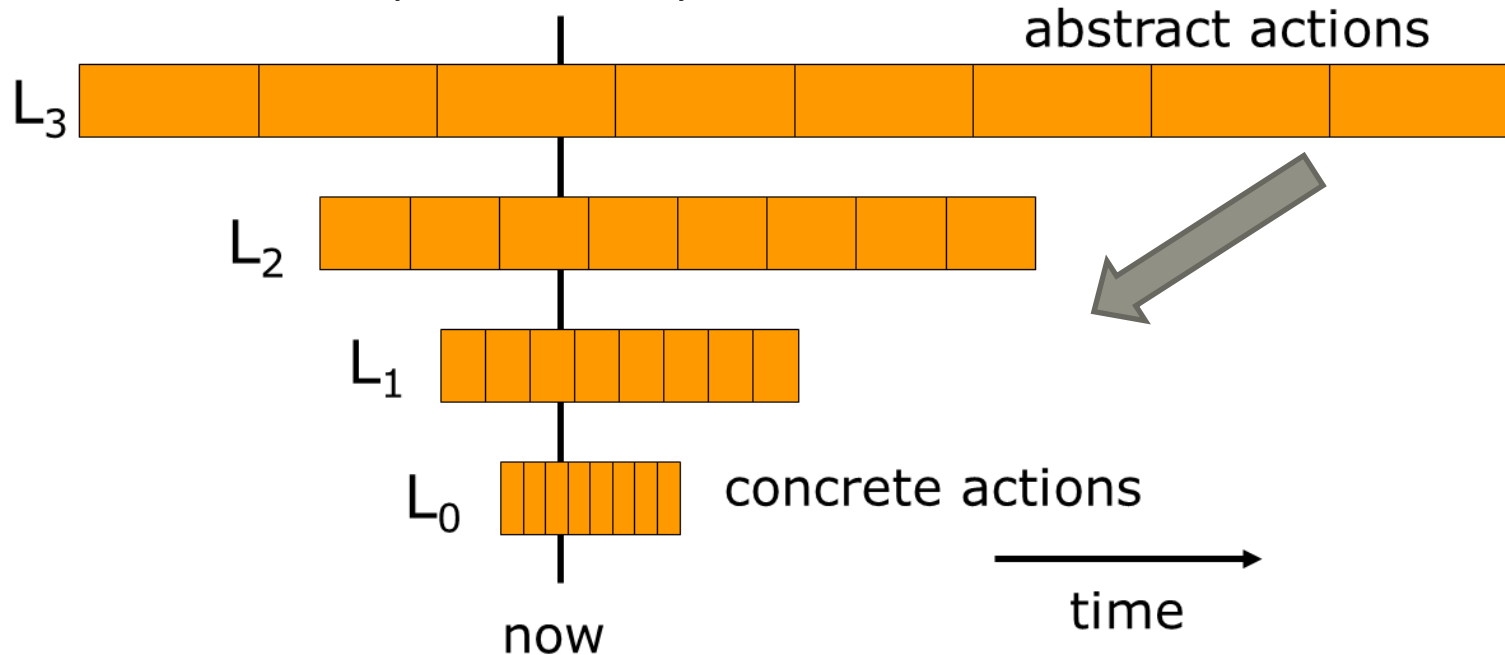 abstract actions
L3
L2
L1
L0
concrete actions
time
now